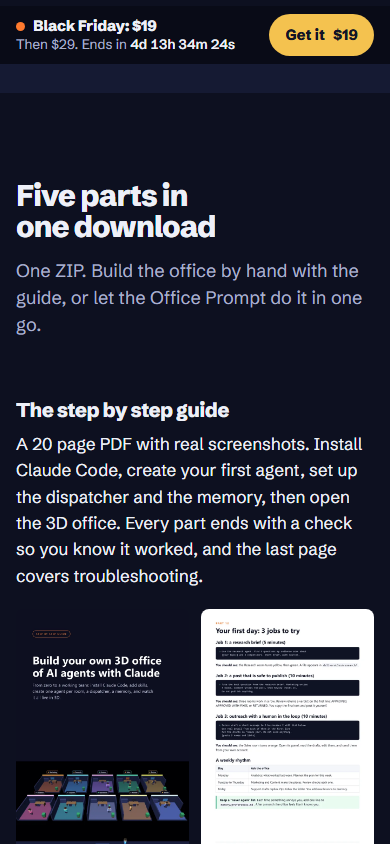 Black Friday: $19
Then $29. Ends in 4d 13h 34m 24s
Get it $19
Five parts in
one download
One ZIP. Build the office by hand with the
guide, or let the Office Prompt do it in one
go.
The step by step guide
A 20 page PDF with real screenshots. Install
Claude Code, create your first agent, set up
the dispatcher and the memory, then open
the 3D office. Every part ends with a check
so you know it worked, and the last page
covers troubleshooting.
Build your own 3D office
of AI agents with Claude
Your first day: 3 jobs to try
Job 1: a research brief (5 minutes)
Job 2: a post that is safe to publish (10 minutes)
Job 3: outreach with a human in the loop (10 minutes)
A weekly rhythm